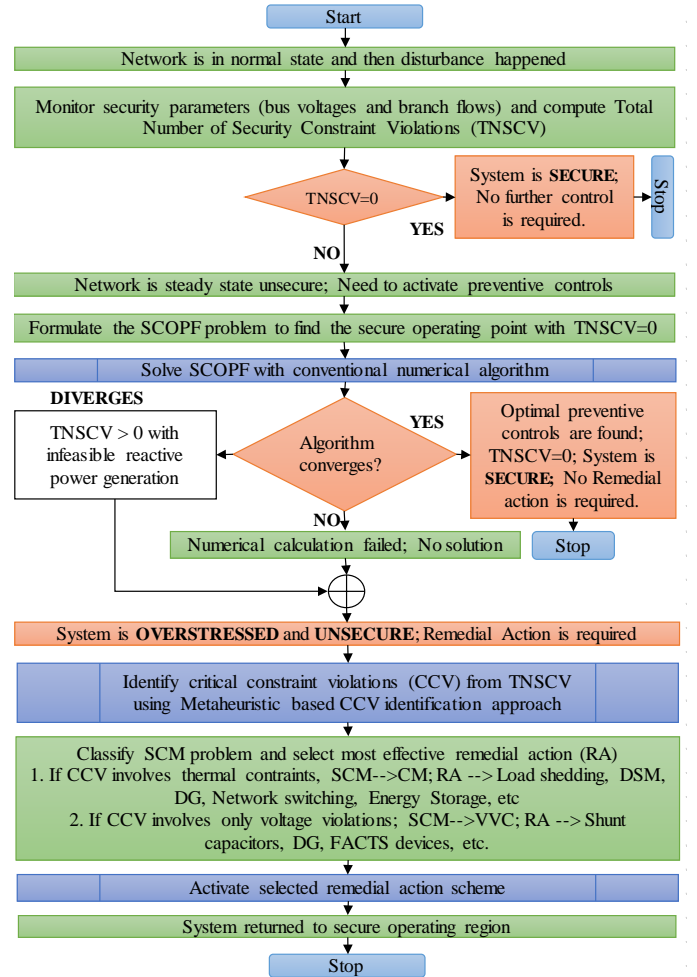 Start
Network is in normal state and then disturbance happened
Monitor security parameters (bus voltages and branch flows) and compute Total
Number of Security Constraint Violations (TNSCV)
TNSCV=0
YES
System is SECURE;
No further control
is required.
Stop
NO
Network is steady state unsecure; Need to activate preventive controls
Formulate the SCOPF problem to find the secure operating point with TNSCV=0
Solve SCOPF with conventional numerical algorithm
DIVERGES
TNSCV > 0 with
infeasible reactive
power generation
Algorithm
converges?
YES
Optimal preventive
controls are found;
TNSCV=0; System is
SECURE; No Remedial
action is required.
Stop
NO
Numerical calculation failed; No solution
System is OVERSTRESSED and UNSECURE; Remedial Action is required
Identify critical constraint violations (CCV) from TNSCV
using Metaheuristic based CCV identification approach
Classify SCM problem and select most effective remedial action (RA)
1. If CCV involves thermal contraints, SCM-->CM; RA --> Load shedding, DSM,
DG, Network switching, Energy Storage, etc
2. If CCV involves only voltage violations; SCM-->VVC; RA --> Shunt
capacitors, DG, FACTS devices, etc.
Activate selected remedial action scheme
System returned to secure operating region
Stop